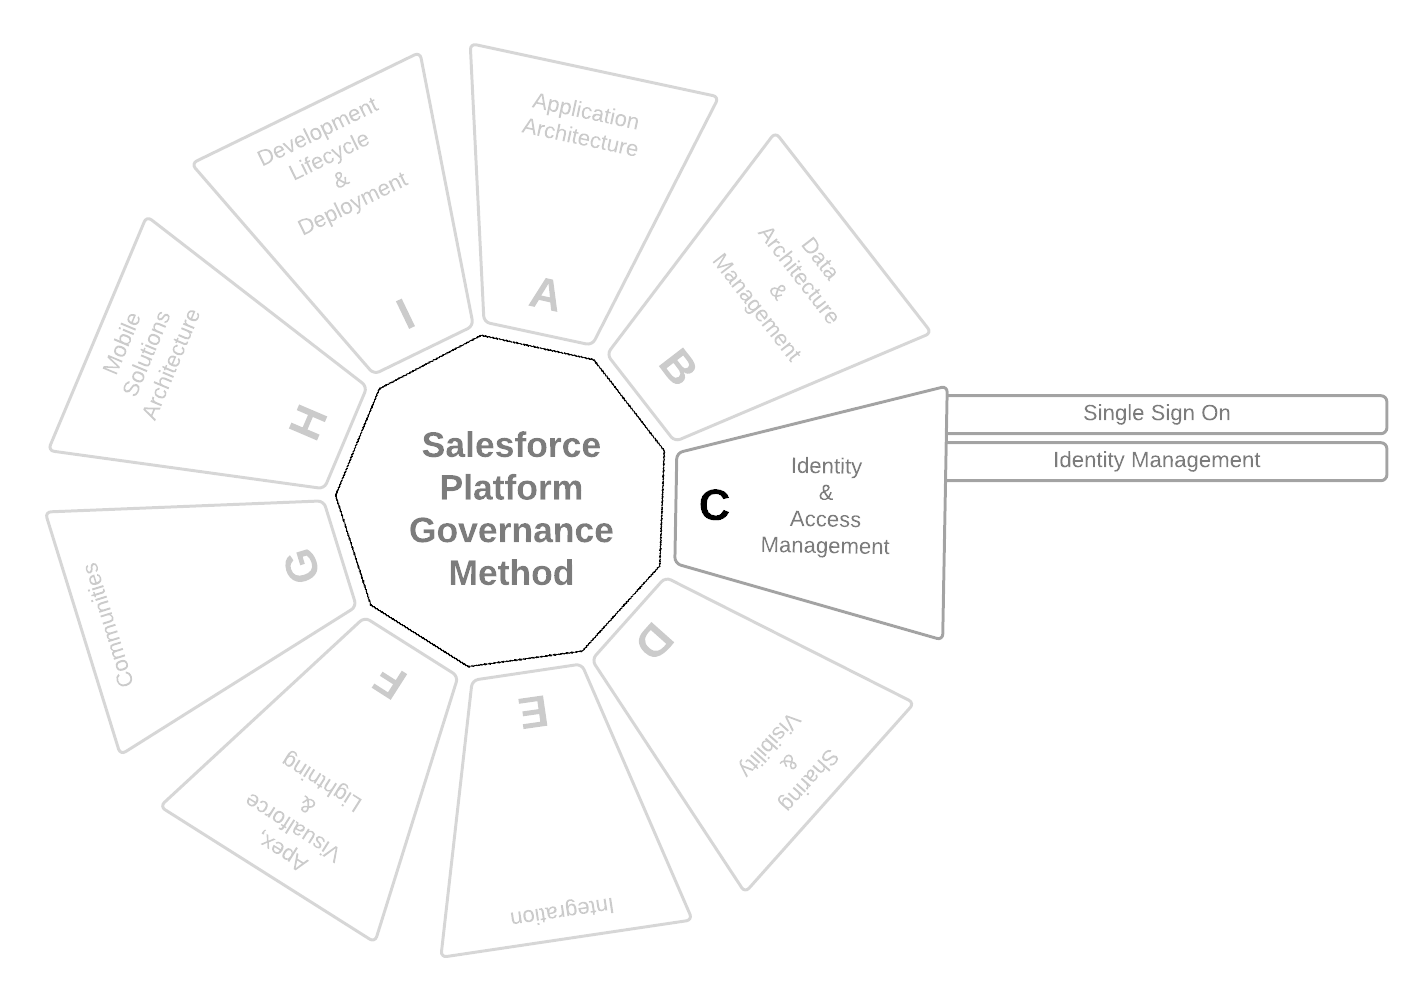 Salesforce
Platform
Governance
Method
A
Application
Architecture
B
Data
Architecture
&
Management
C
Identity
&
Access
Management
Single Sign On
Identity Management
D
Sharing
&
Visibility
E
Integration
F
Apex,
Visualforce
&
Lightning
G
Communities
H
Mobile
Solutions
Architecture
I
Development
Lifecycle
&
Deployment